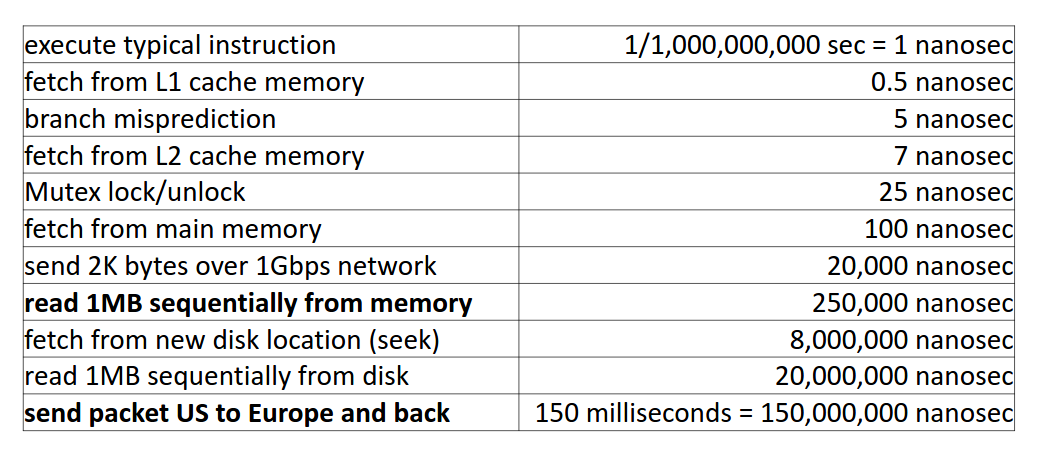 execute typical instruction 1/1,000,000,000 sec = 1 nanosec
fetch from L1 cache memory 0.5 nanosec
branch misprediction 5 nanosec
fetch from L2 cache memory 7 nanosec
Mutex lock/unlock 25 nanosec
fetch from main memory 100 nanosec
send 2K bytes over 1Gbps network 20,000 nanosec
read 1MB sequentially from memory 250,000 nanosec
fetch from new disk location (seek) 8,000,000 nanosec
read 1MB sequentially from disk 20,000,000 nanosec
send packet US to Europe and back 150 milliseconds = 150,000,000 nanosec